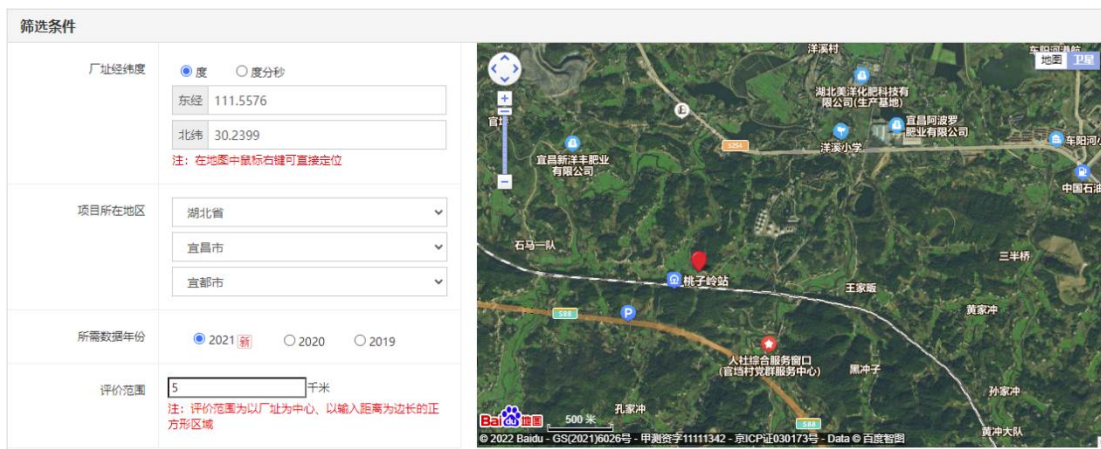 筛选条件
厂址经纬度
度 度分秒
东经 111.5576
北纬 30.2399
注：在地图中鼠标右键可直接定位
项目所在地区
湖北省
宜昌市
宜都市
所需数据年份
2021 新 2020 2019
评价范围
5 千米
注：评价范围为以厂址为中心、以输入距离为边长的正
方形区域
洋溪村
地图 卫星
湖北美洋化肥科技有
限公司(生产基地)
宜昌阿波罗
肥业有限公司
S254
洋溪小学
车阳河
宜昌新洋丰肥业
有限公司
中国石油
石马一队
三半桥
桃子岭站
王家畈
S88
P
黄家冲
人社综合服务窗口
(官垱村党群服务中心)
黑冲子
孙家冲
孔家冲
Bai 地图
500 米
S88
黄冲大队
© 2022 Baidu - GS(2021)6026号 - 甲测资字11111342 - 京ICP证030173号 - Data © 百度智图